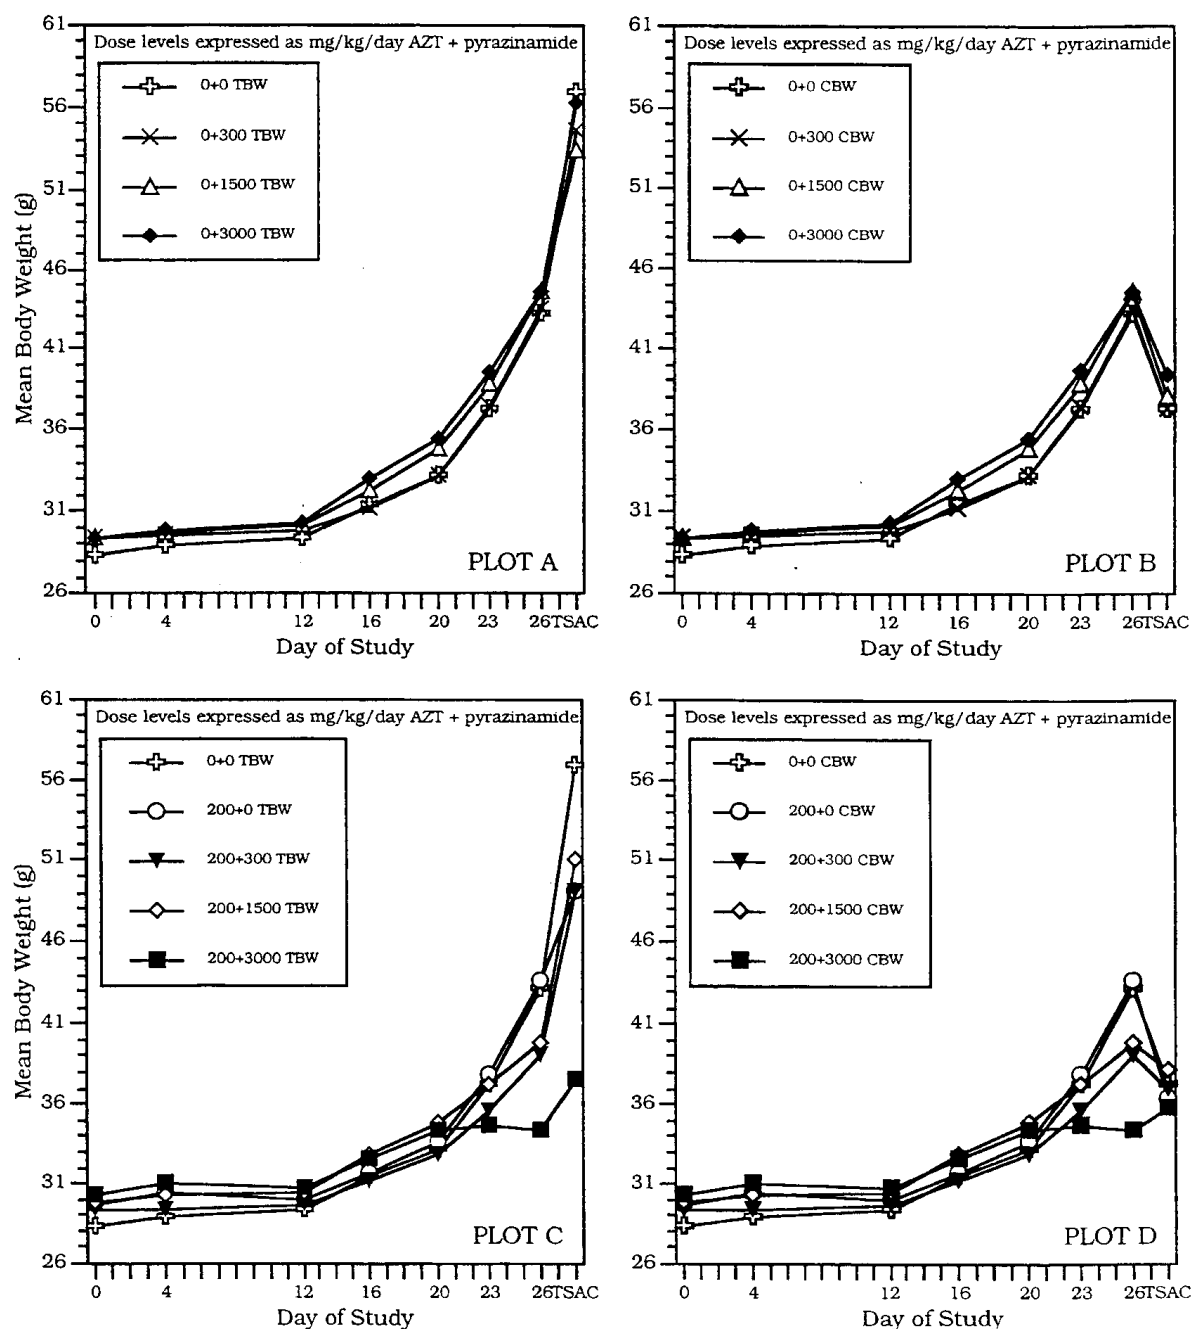 61
56
51
46
41
36
31
26
Mean Body Weight (g)
Dose levels expressed as mg/kg/day AZT + pyrazinamide
0+0 TBW
0+300 TBW
0+1500 TBW
0+3000 TBW
PLOT A
0 4 12 16 20 23 26TSAC
Day of Study
61
56
51
46
41
36
31
26
Dose levels expressed as mg/kg/day AZT + pyrazinamide
0+0 CBW
0+300 CBW
0+1500 CBW
0+3000 CBW
PLOT B
0 4 12 16 20 23 26TSAC
Day of Study
61
56
51
46
41
36
31
26
Mean Body Weight (g)
Dose levels expressed as mg/kg/day AZT + pyrazinamide
0+0 TBW
200+0 TBW
200+300 TBW
200+1500 TBW
200+3000 TBW
PLOT C
0 4 12 16 20 23 26TSAC
Day of Study
61
56
51
46
41
36
31
26
Dose levels expressed as mg/kg/day AZT + pyrazinamide
0+0 CBW
200+0 CBW
200+300 CBW
200+1500 CBW
200+3000 CBW
PLOT D
0 4 12 16 20 23 26TSAC
Day of Study